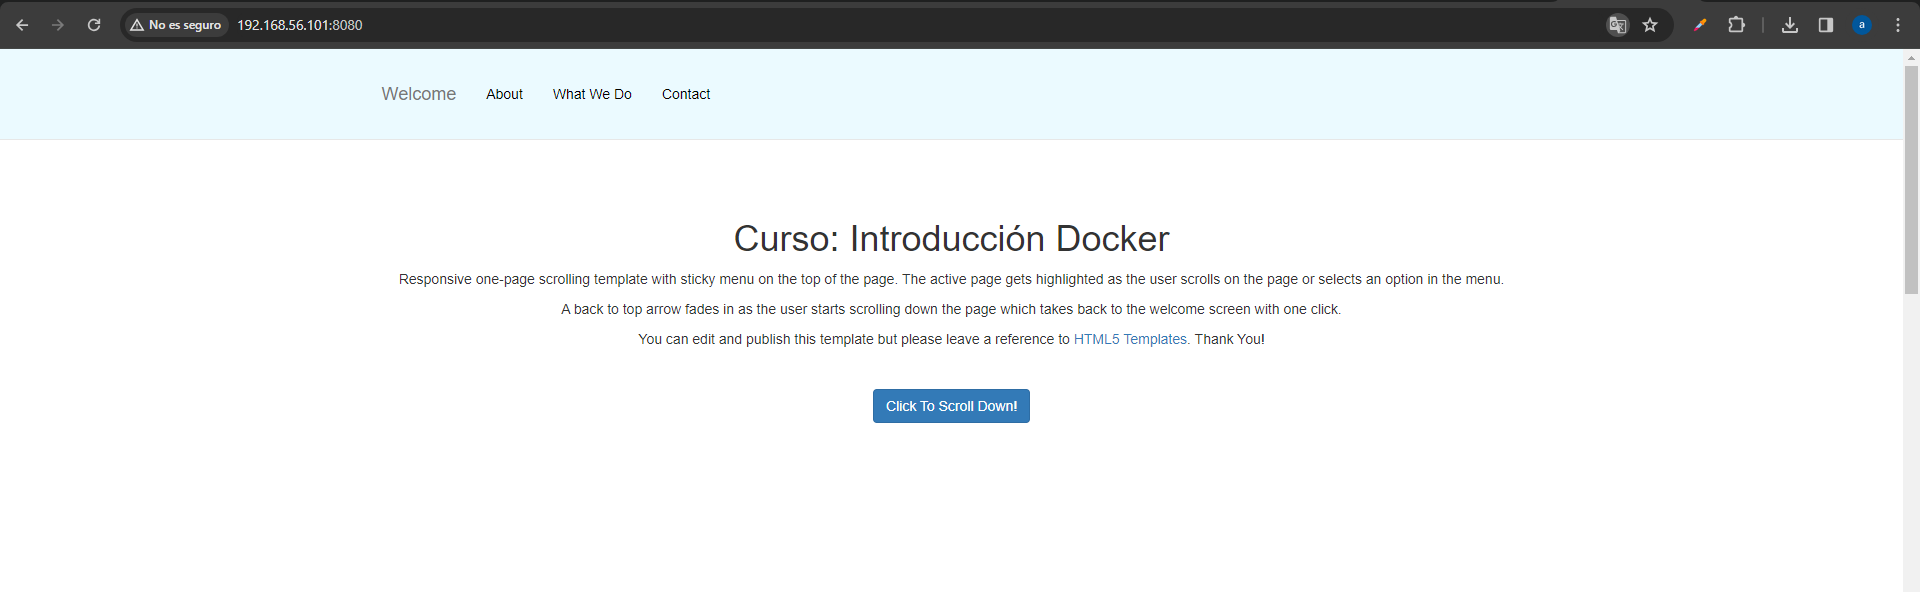 No es seguro 192.168.56.101:8080
a
Welcome About What We Do Contact
Curso: Introducción Docker
Responsive one-page scrolling template with sticky menu on the top of the page. The active page gets highlighted as the user scrolls on the page or selects an option in the menu.
A back to top arrow fades in as the user starts scrolling down the page which takes back to the welcome screen with one click.
You can edit and publish this template but please leave a reference to HTML5 Templates. Thank You!
Click To Scroll Down!